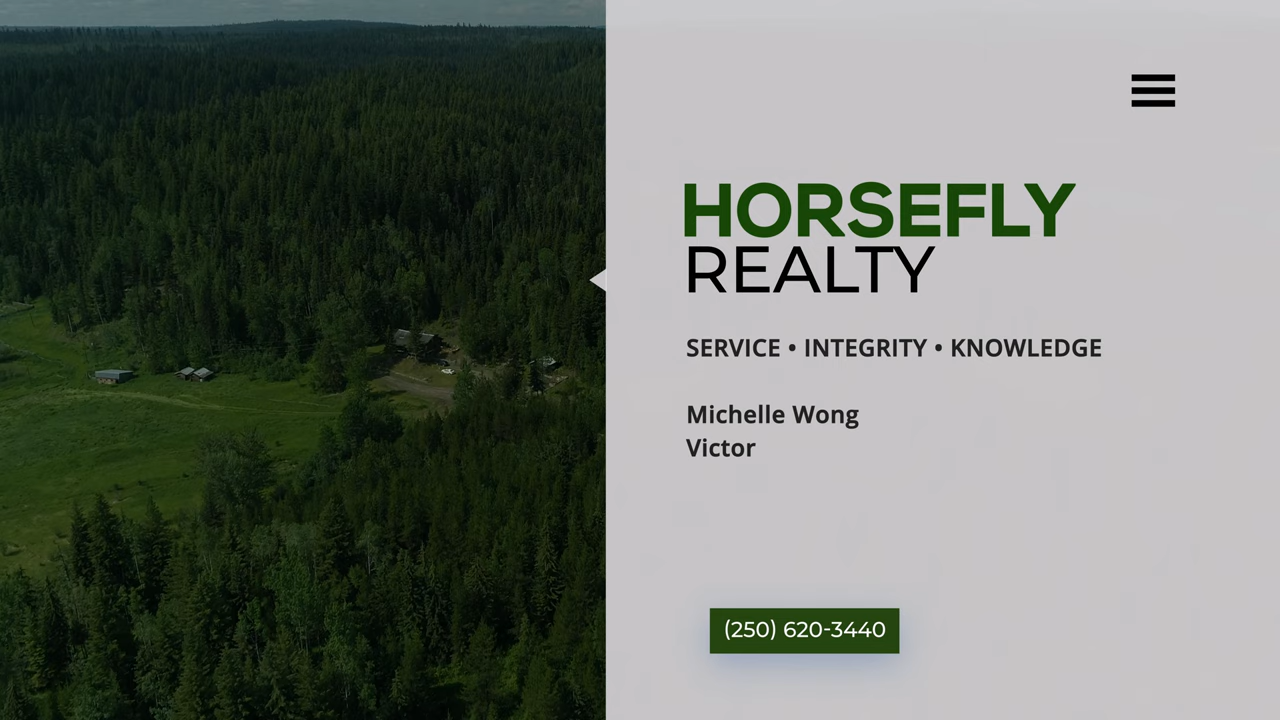 HORSEFLY
REALTY
SERVICE • INTEGRITY • KNOWLEDGE
Michelle Wong
Victor
(250) 620-3440